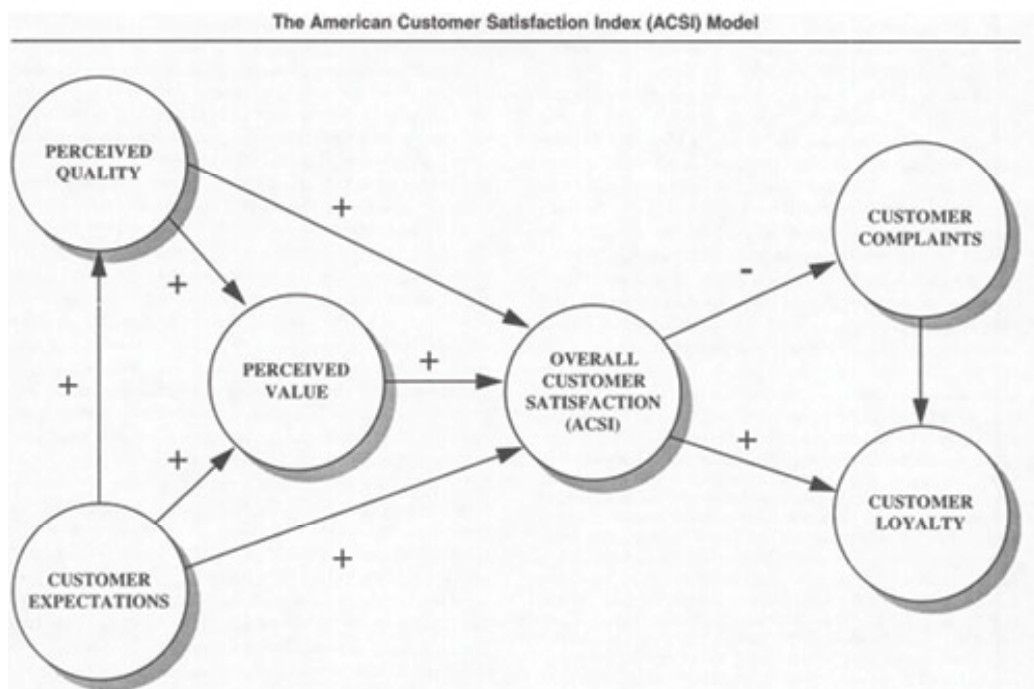 The American Customer Satisfaction Index (ACSI) Model
PERCEIVED
QUALITY
+
+
+
PERCEIVED
VALUE
+
+
+
CUSTOMER
EXPECTATIONS
OVERALL
CUSTOMER
SATISFACTION
(ACSI)
-
+
CUSTOMER
COMPLAINTS
CUSTOMER
LOYALTY